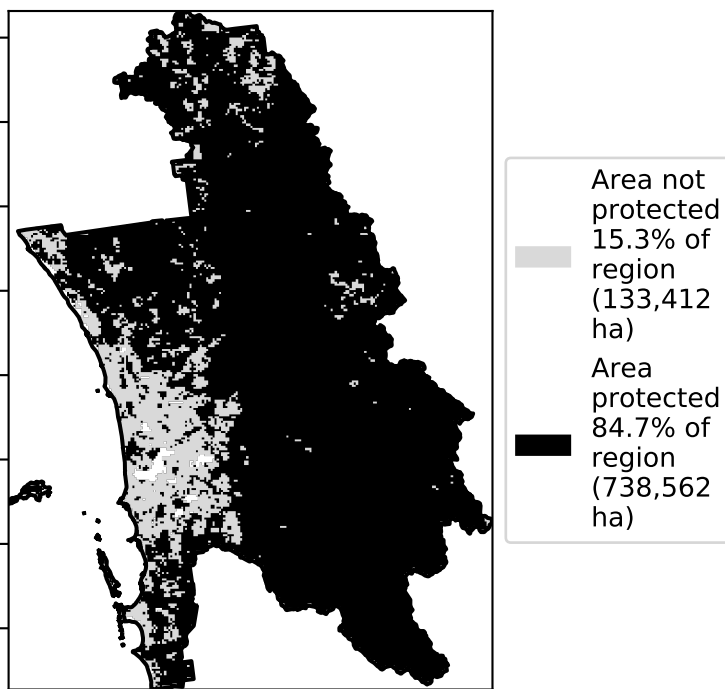 Area not
protected
15.3% of
region
(133,412
ha)
Area
protected
84.7% of
region
(738,562
ha)